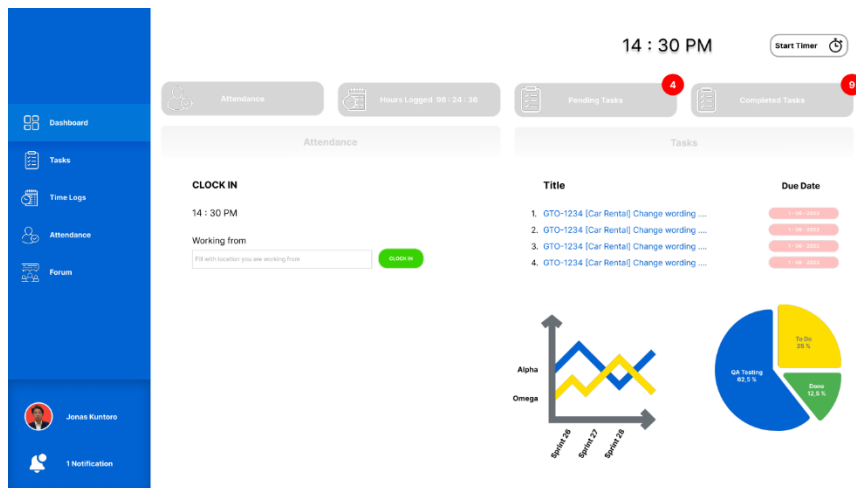 14 : 30 PM
Start Timer
Attendance
Hours Logged '98 : 24 : 36
Pending Tasks
4
Completed Tasks
9
Dashboard
Tasks
Time Logs
Attendance
Forum
Jonas Kuntoro
1 Notification
Attendance
CLOCK IN
14 : 30 PM
Working from
Fill with location you are working from
CLOCK IN
Tasks
Title Due Date
1. GTO-1234 [Car Rental] Change wording ....
2. GTO-1234 [Car Rental] Change wording ....
3. GTO-1234 [Car Rental] Change wording ....
4. GTO-1234 [Car Rental] Change wording ....
Alpha
Omega
Sprint 26
Sprint 27
Sprint 28
To Do
25 %
QA Testing
62,5 %
Done
12,5 %